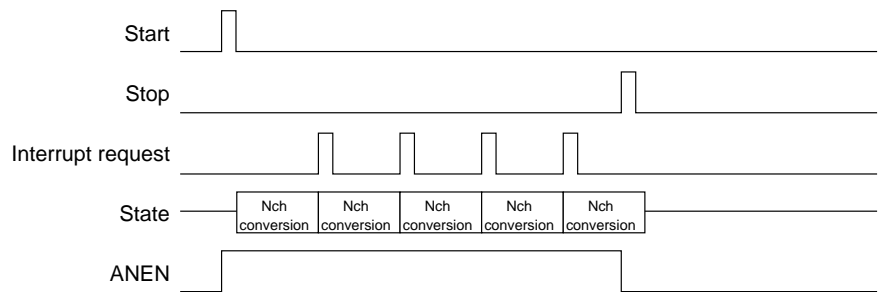 Start
Stop
Interrupt request
State
Nch Nch Nch Nch Nch
conversion conversion conversion conversion conversion
ANEN